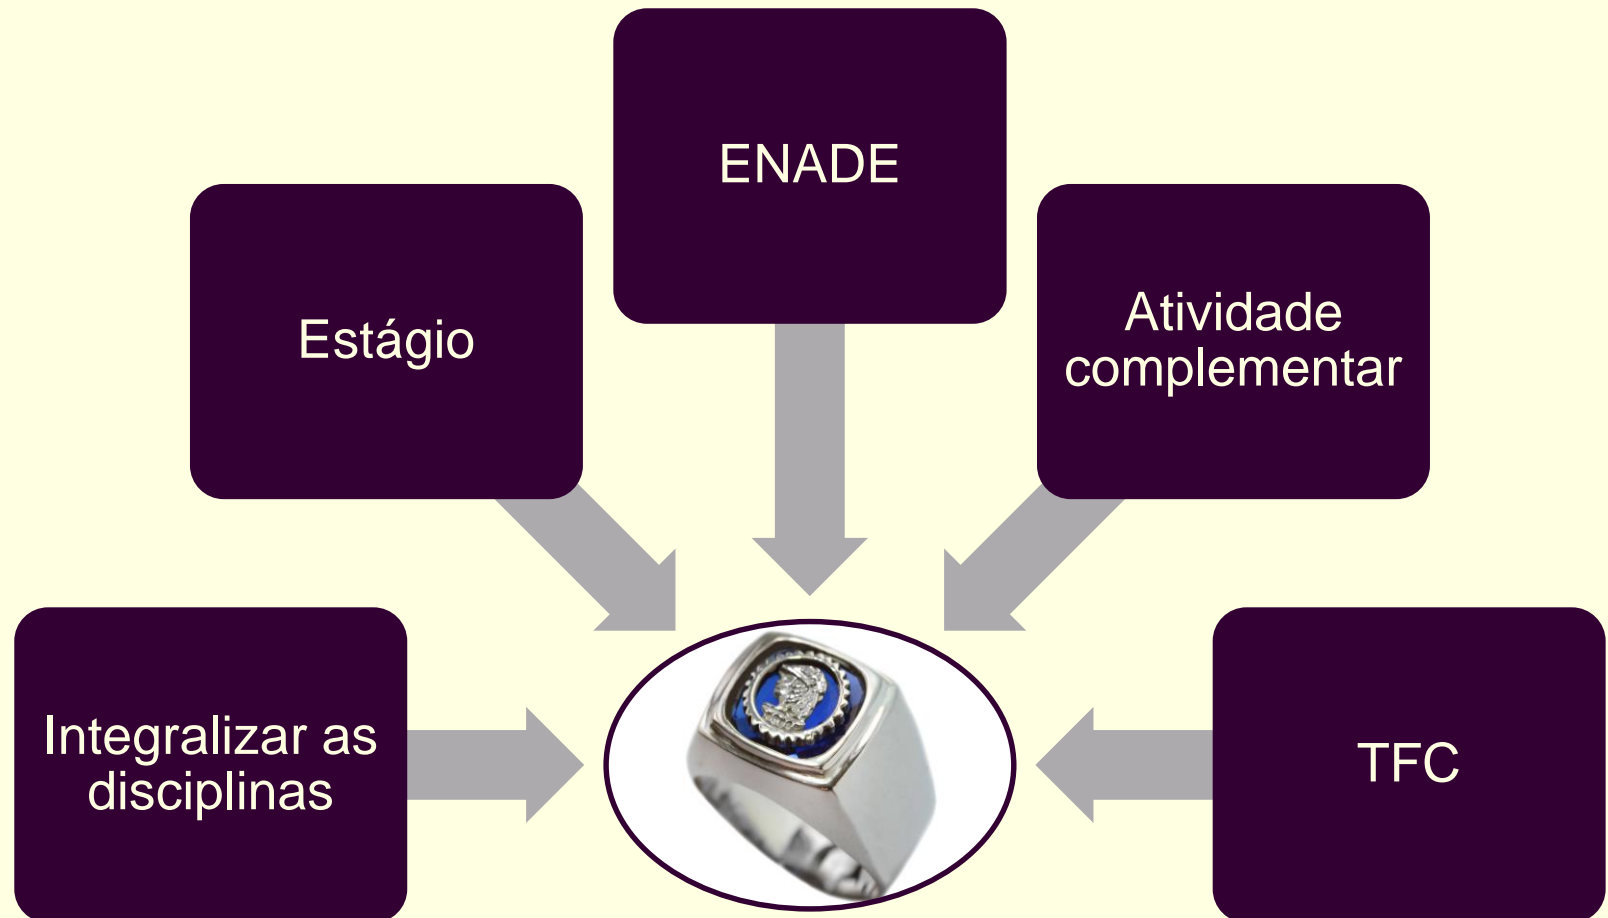 ENADE
Estágio
Atividade
complementar
Integralizar as
disciplinas
TFC